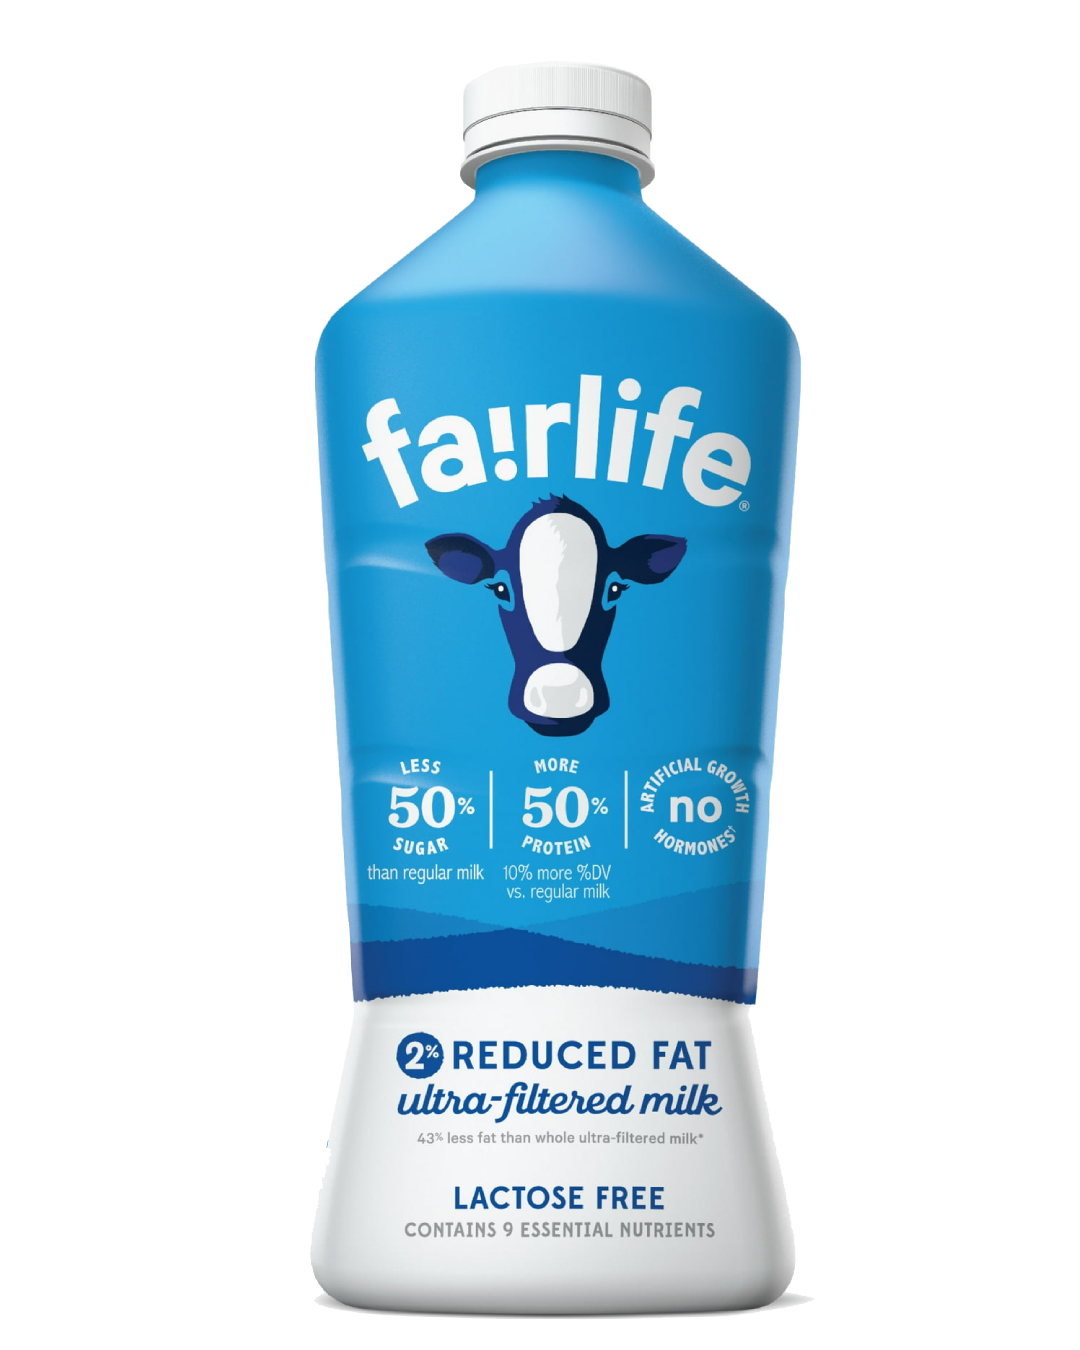 fa!rlife®
LESS
50%
SUGAR
than regular milk
MORE
50%
PROTEIN
10% more %DV
vs. regular milk
ARTIFICIAL GROWTH
no
HORMONES†
2% REDUCED FAT
ultra-filtered milk
43% less fat than whole ultra-filtered milk*
LACTOSE FREE
CONTAINS 9 ESSENTIAL NUTRIENTS